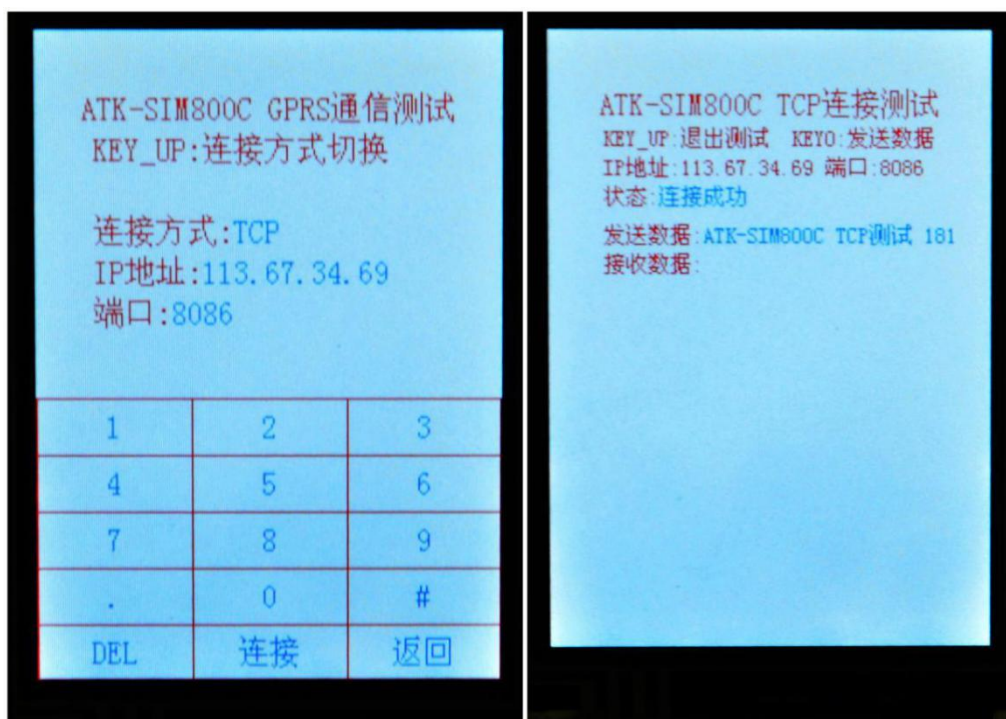 ATK-SIM800C GPRS通信测试
KEY_UP:连接方式切换
连接方式:TCP
IP地址:113.67.34.69
端口:8086
1 2 3
4 5 6
7 8 9
. 0 #
DEL 连接 返回
ATK-SIM800C TCP连接测试
KEY_UP:退出测试 KEY0:发送数据
IP地址:113.67.34.69 端口:8086
状态:连接成功
发送数据:ATK-SIM800C TCP测试 181
接收数据: